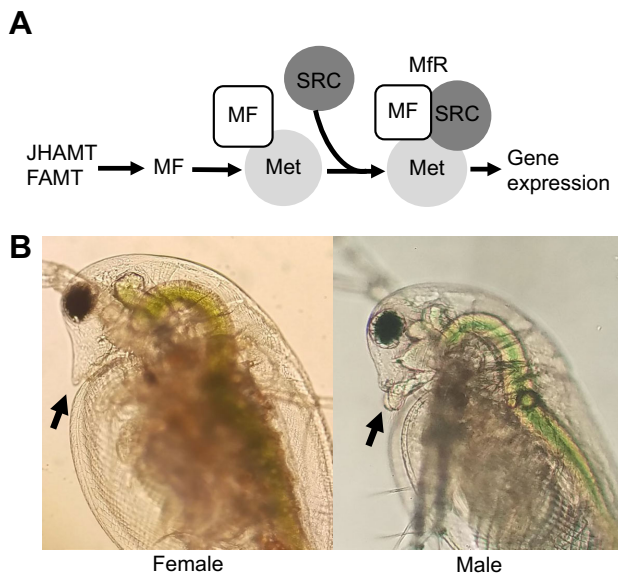 A
MfR
SRC
MF
MF
SRC
JHAMT
FAMT
MF
Met
Met
Gene
expression
B
Female
Male